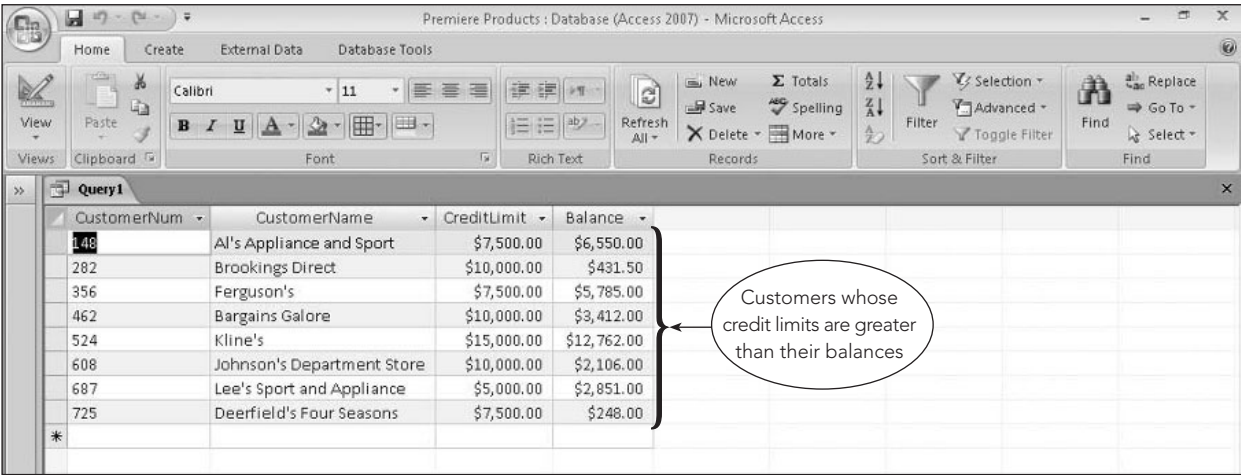 Premiere Products : Database (Access 2007) - Microsoft Access
Home Create External Data Database Tools
View
Views
Paste
Clipboard
Calibri 11
B I U A
Font
Rich Text
Refresh All
New
Save
Delete
Σ Totals
Spelling
More
Records
Filter
Selection
Advanced
Toggle Filter
Sort & Filter
Find
Replace
Go To
Select
Find
Query1
CustomerNum CustomerName CreditLimit Balance
148 Al's Appliance and Sport $7,500.00 $6,550.00
282 Brookings Direct $10,000.00 $431.50
356 Ferguson's $7,500.00 $5,785.00
462 Bargains Galore $10,000.00 $3,412.00
524 Kline's $15,000.00 $12,762.00
608 Johnson's Department Store $10,000.00 $2,106.00
687 Lee's Sport and Appliance $5,000.00 $2,851.00
725 Deerfield's Four Seasons $7,500.00 $248.00
*
Customers whose
credit limits are greater
than their balances